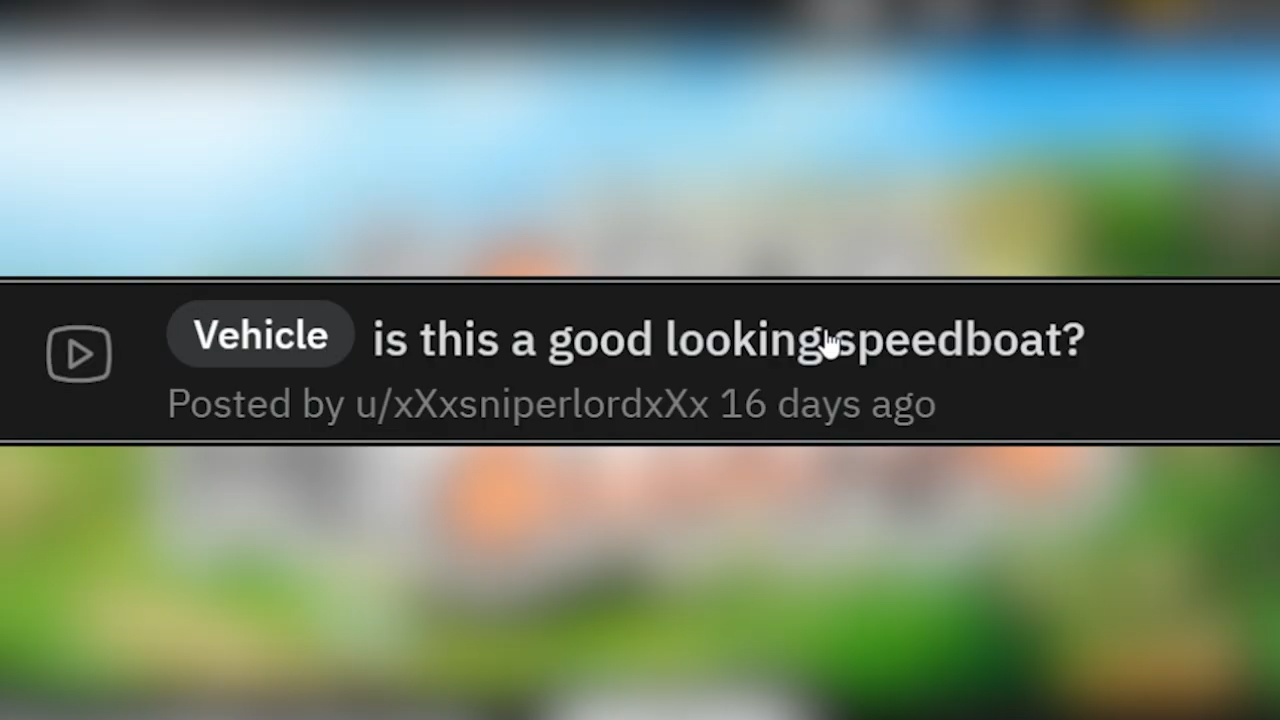 Vehicle is this a good looking speedboat?
Posted by u/xXxsniperlordxXx 16 days ago